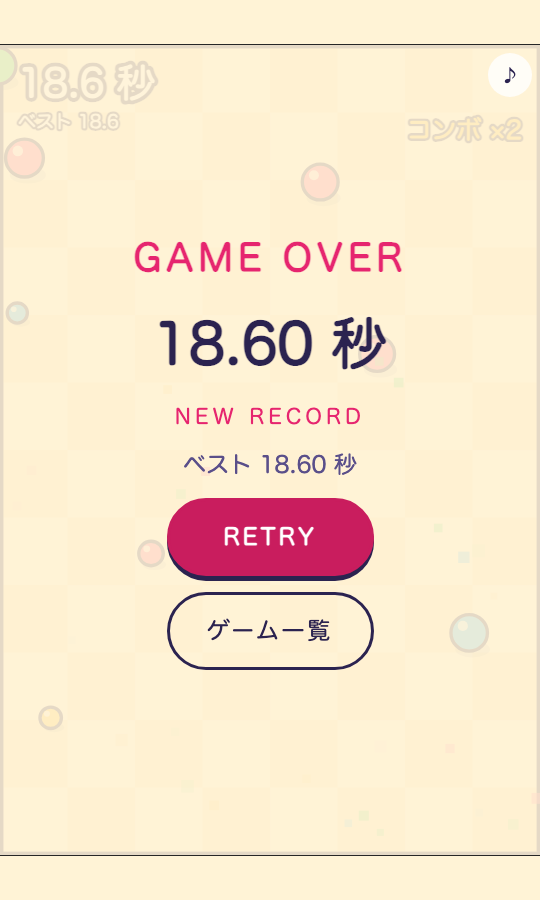 18.6 秒
ベスト 18.6
コンボ x2
GAME OVER
18.60 秒
NEW RECORD
ベスト 18.60 秒
RETRY
ゲーム一覧